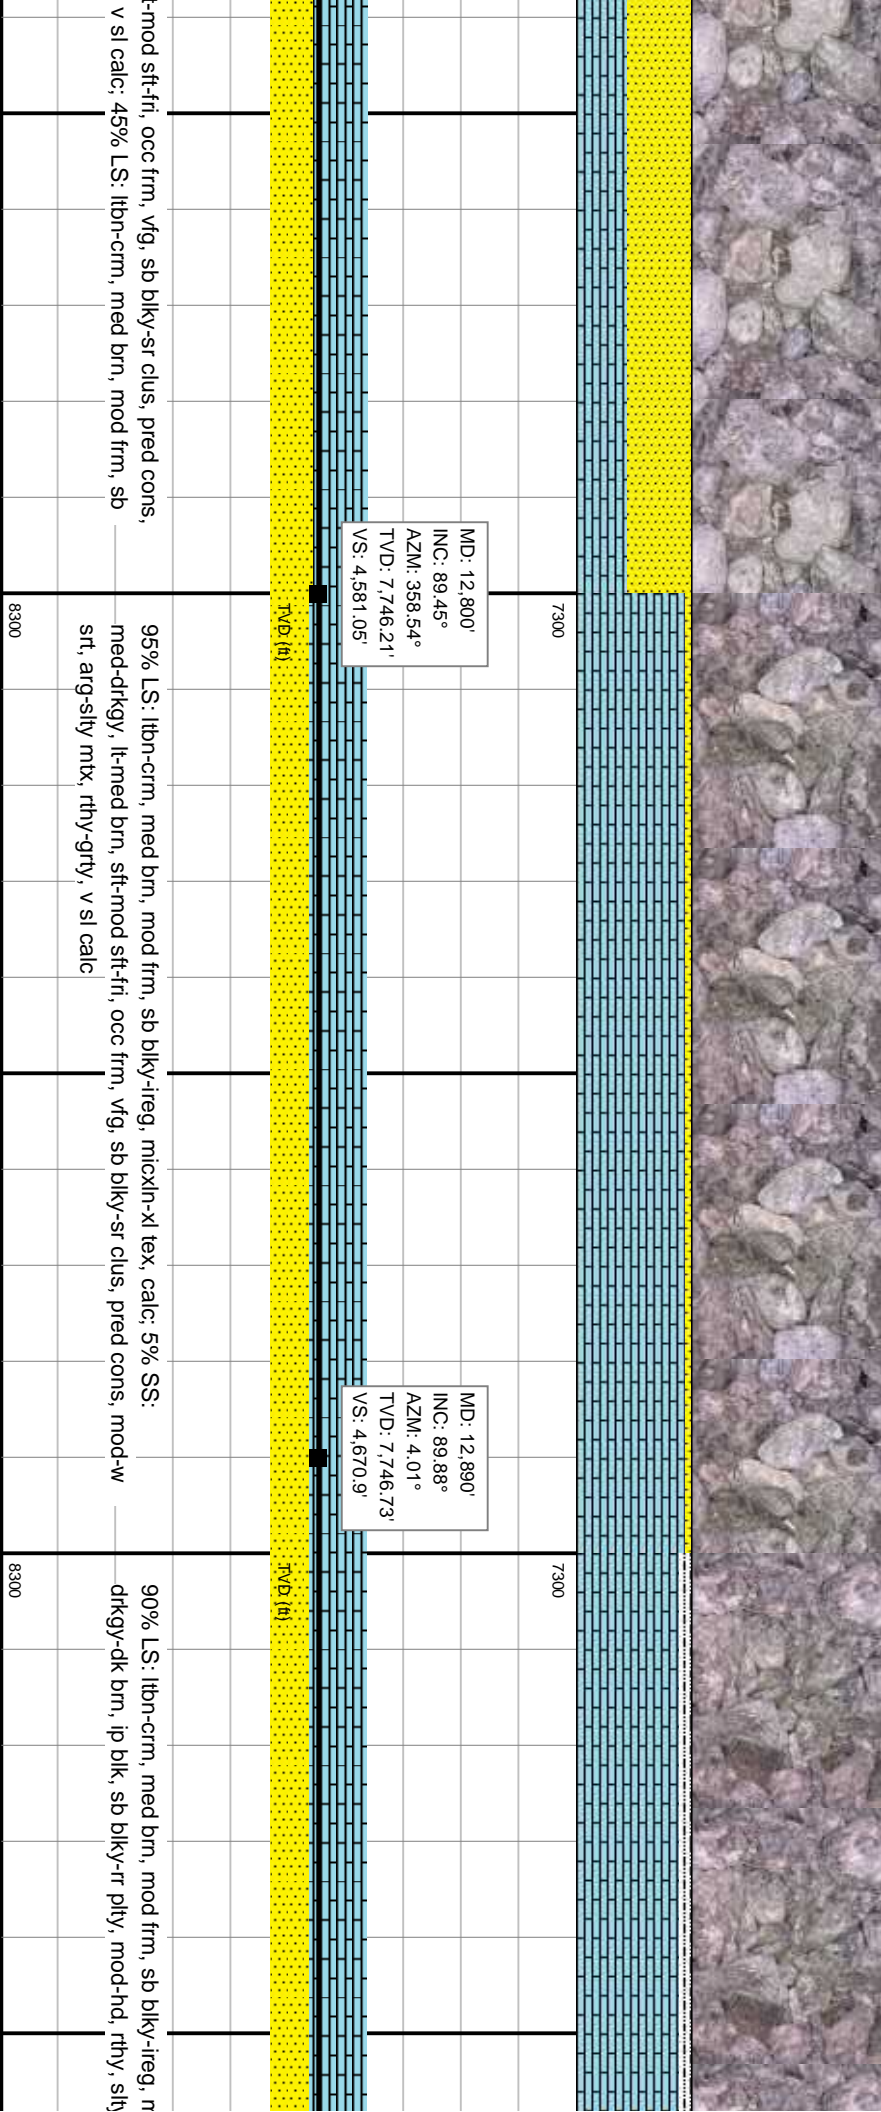 t-mod sft-fri, occ frm, vfg, sb blky-sr clus, pred cons,
v sl calc; 45% LS: ltbn-crm, med brn, mod frm, sb
MD: 12,800'
INC: 89.45°
AZM: 358.54°
TVD: 7,746.21'
VS: 4,581.05'
7300
TVD (ft)
8300
95% LS: ltbn-crm, med brn, mod frm, sb blky-ireg, micxln-xl tex, calc; 5% SS:
med-drkgy, lt-med brn, sft-mod sft-fri, occ frm, vfg, sb blky-sr clus, pred cons, mod-w
srt, arg-slty mtx, rthy-grty, v sl calc
MD: 12,890'
INC: 89.88°
AZM: 4.01°
TVD: 7,746.73'
VS: 4,670.9'
7300
TVD (ft)
8300
90% LS: ltbn-crm, med brn, mod frm, sb blky-ireg,
drkgy-dk brn, ip blk, sb blky-rr plty, mod-hd, rthy, slty